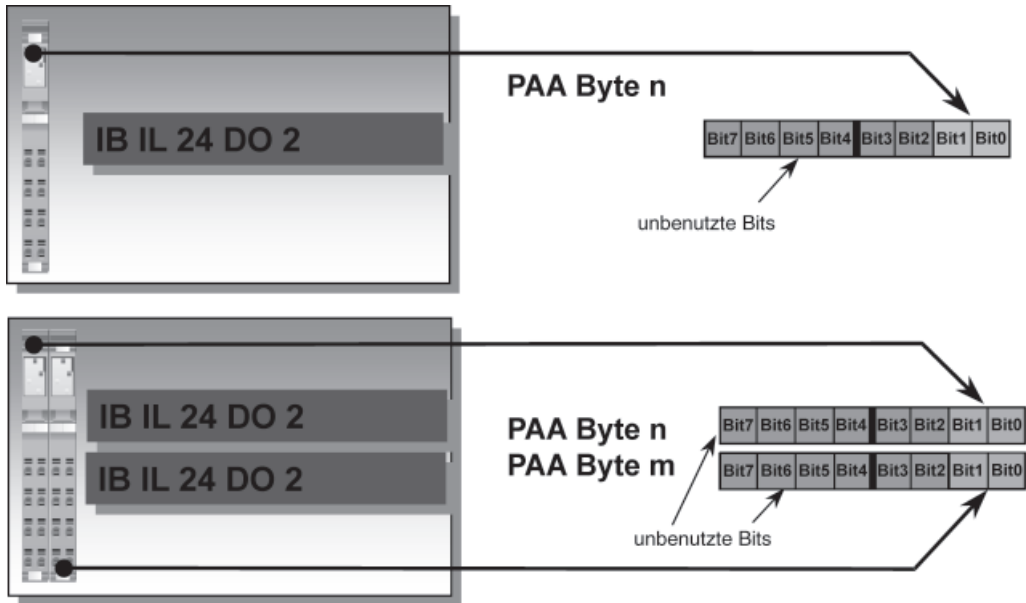 PAA Byte n
IB IL 24 DO 2
Bit7 Bit6 Bit5 Bit4 Bit3 Bit2 Bit1 Bit0
unbenutzte Bits
IB IL 24 DO 2
PAA Byte n
Bit7 Bit6 Bit5 Bit4 Bit3 Bit2 Bit1 Bit0
IB IL 24 DO 2
PAA Byte m
Bit7 Bit6 Bit5 Bit4 Bit3 Bit2 Bit1 Bit0
unbenutzte Bits